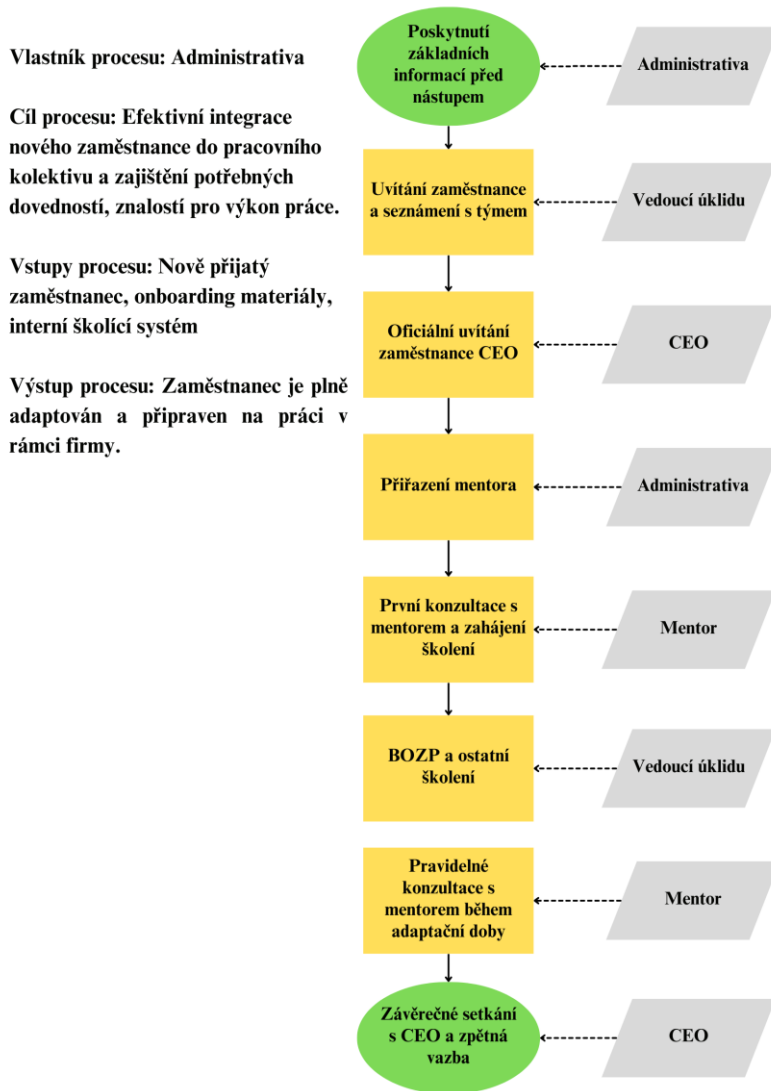 Vlastník procesu: Administrativa
Cíl procesu: Efektivní integrace
nového zaměstnance do pracovního
kolektivu a zajištění potřebných
dovedností, znalostí pro výkon práce.
Vstupy procesu: Nově přijatý
zaměstnanec, onboarding materiály,
interní školící systém
Výstup procesu: Zaměstnanec je plně
adaptován a připraven na práci v
rámci firmy.
Poskytnutí
základních
informací před
nástupem
Administrativa
Uvítání zaměstnance
a seznámení s týmem
Vedoucí úklidu
Oficiální uvítání
zaměstnance CEO
CEO
Přiřazení mentora
Administrativa
První konzultace s
mentorem a zahájení
školení
Mentor
BOZP a ostatní
školení
Vedoucí úklidu
Pravidelné
konzultace s
mentorem během
adaptační doby
Mentor
Závěrečné setkání
s CEO a zpětná
vazba
CEO